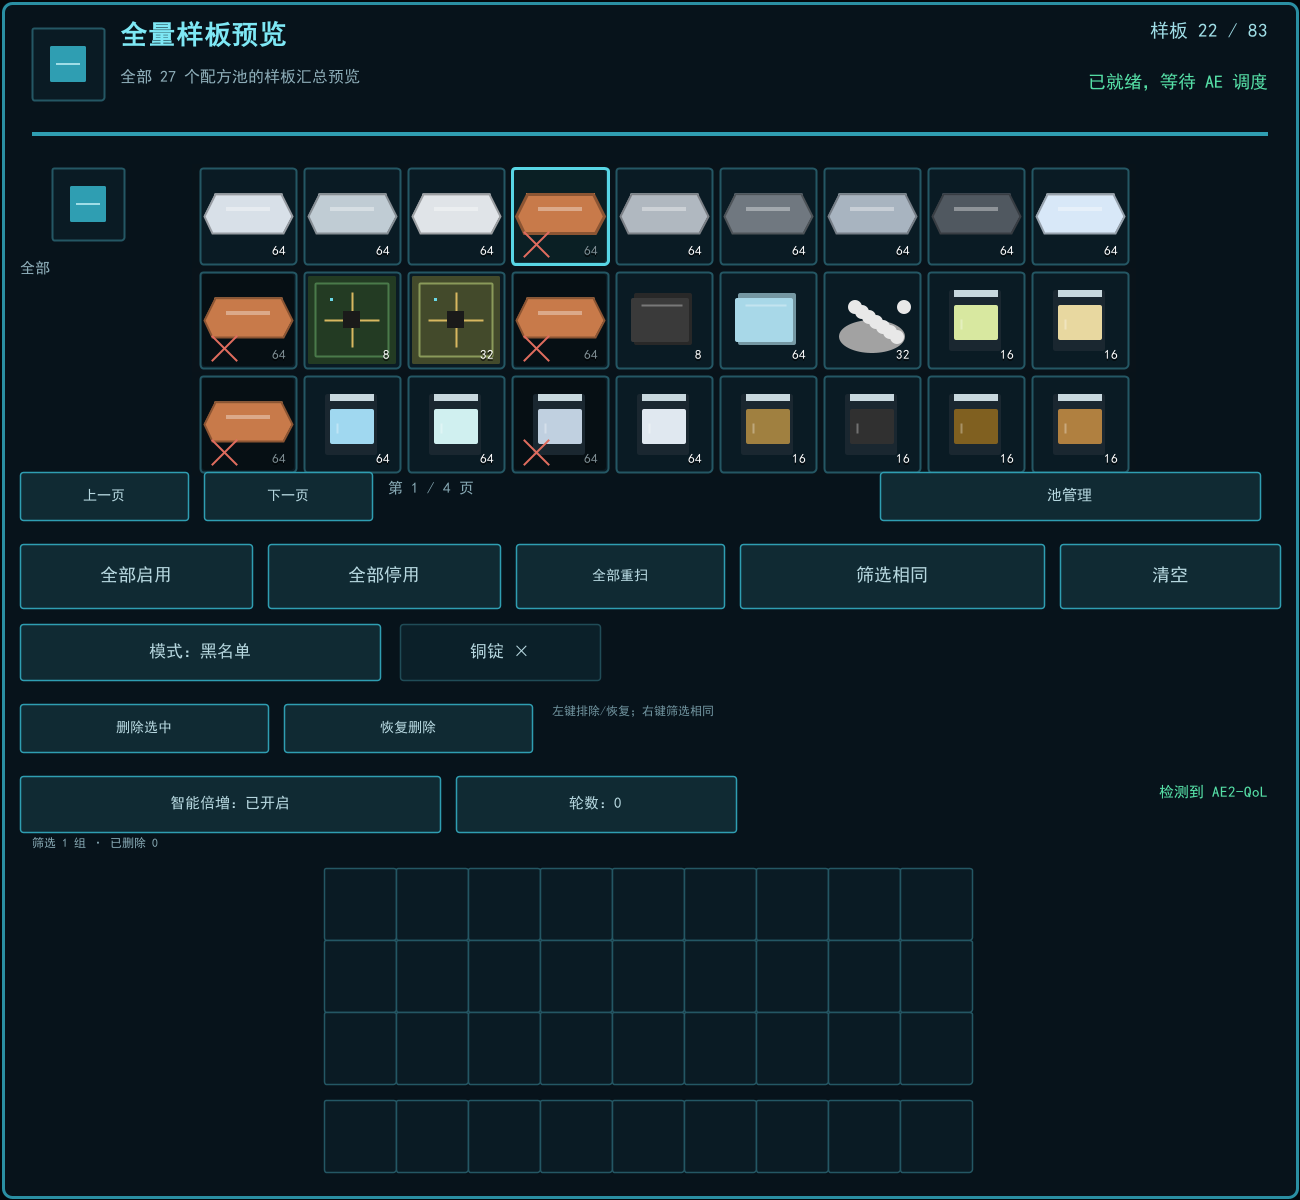 全量样板预览
样板 22 / 83
全部 27 个配方池的样板汇总预览
已就绪, 等待 AE 调度
全部
64 64 64 64 64 64 64 64 64
64 8 32 64 8 64 32 16 16
64 64 64 64 64 16 16 16 16
上一页 下一页 第 1 / 4 页 池管理
全部启用 全部停用 全部重扫 筛选相同 清空
模式: 黑名单 铜锭 ×
删除选中 恢复删除 左键排除/恢复; 右键筛选相同
智能倍增: 已开启 轮数: 0 检测到 AE2-QoL
筛选 1 组 · 已删除 0